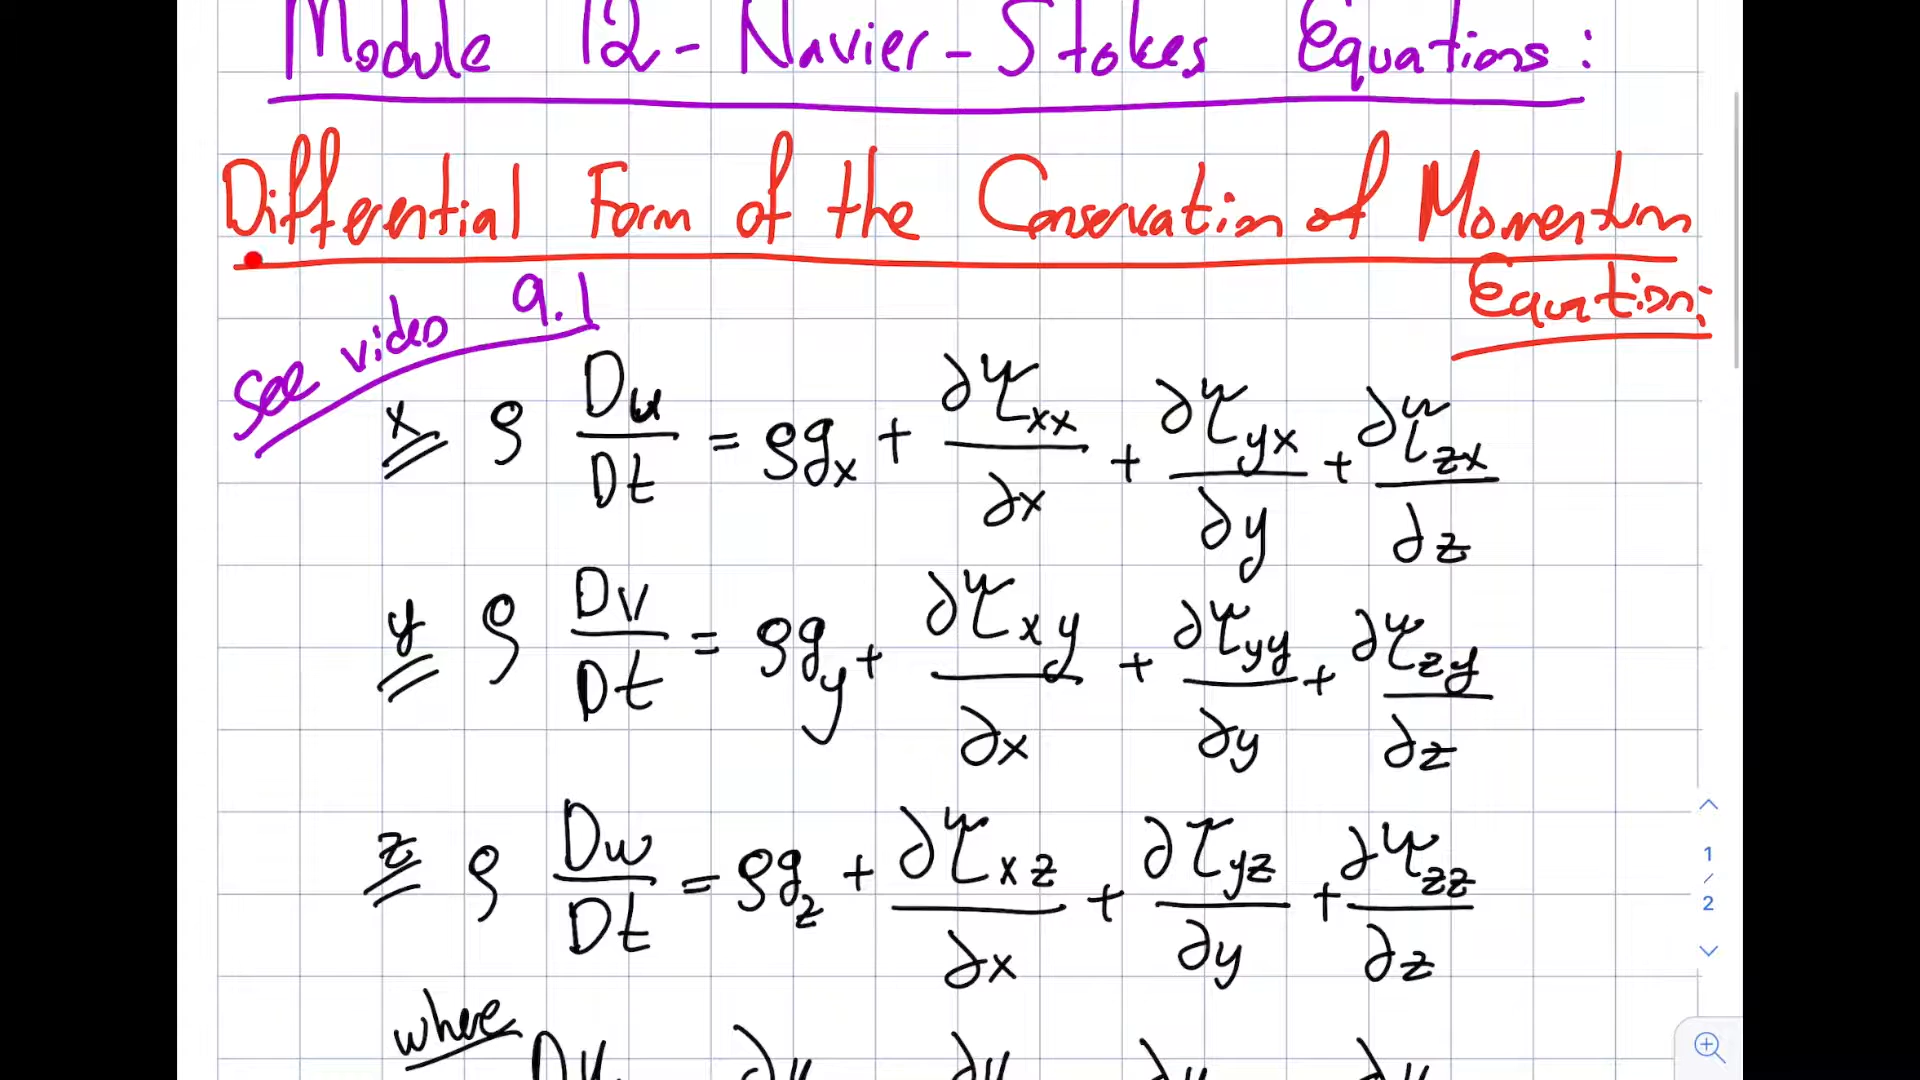 Module 12 - Navier-Stokes Equations:
Differential Form of the Conservation of Momentum
Equation:
See video 9.1
x ρ Du/Dt = ρg_x + ∂τ_xx/∂x + ∂τ_yx/∂y + ∂τ_zx/∂z
y ρ Dv/Dt = ρg_y + ∂τ_xy/∂x + ∂τ_yy/∂y + ∂τ_zy/∂z
z ρ Dw/Dt = ρg_z + ∂τ_xz/∂x + ∂τ_yz/∂y + ∂τ_zz/∂z
where
1
/
2